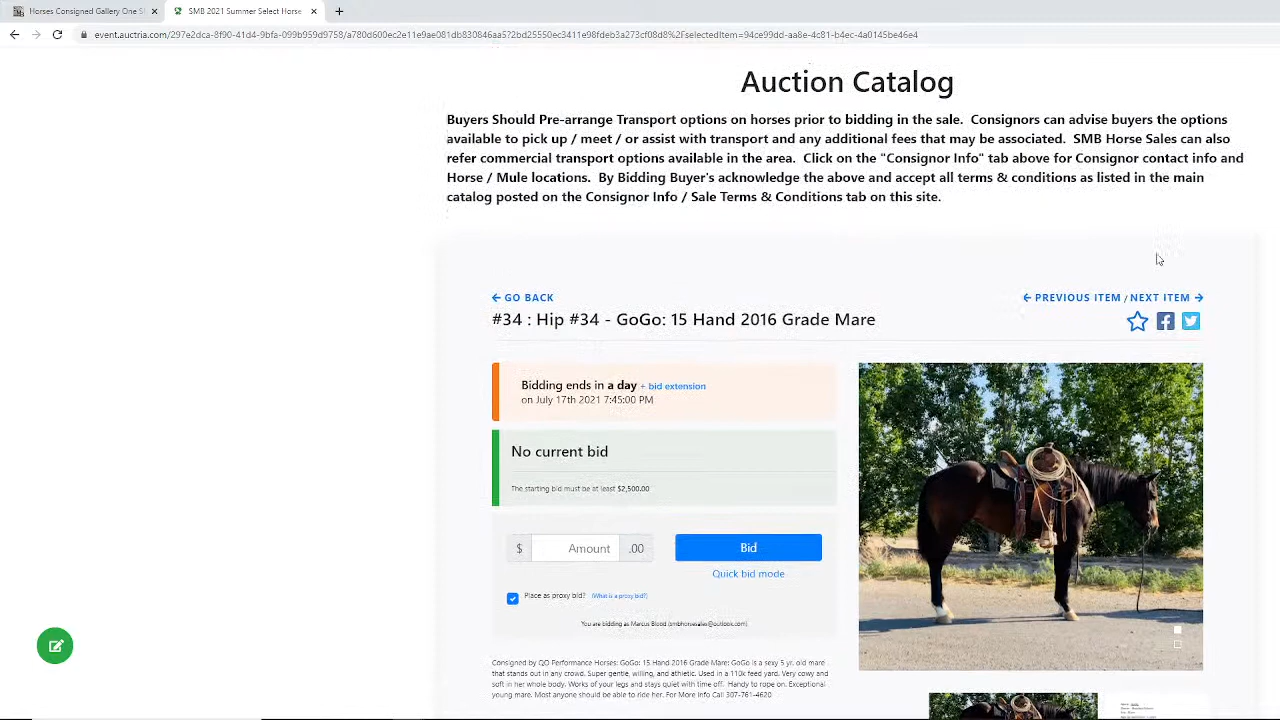 Horses Consigned Gallery One S
SMB 2021 Summer Select Horse
Auction Catalog
Buyers Should Pre-arrange Transport options on horses prior to bidding in the sale. Consignors can advise buyers the options
available to pick up / meet / or assist with transport and any additional fees that may be associated. SMB Horse Sales can also
refer commercial transport options available in the area. Click on the "Consignor Info" tab above for Consignor contact info and
Horse / Mule locations. By Bidding Buyer's acknowledge the above and accept all terms & conditions as listed in the main
catalog posted on the Consignor Info / Sale Terms & Conditions tab on this site.
GO BACK
PREVIOUS ITEM / NEXT ITEM
#34 : Hip #34 - GoGo: 15 Hand 2016 Grade Mare
Bidding ends in a day + bid extension
on July 17th 2021 7:45:00 PM
No current bid
The starting bid must be at least $2,500.00
$ Amount .00 Bid
Quick bid mode
Place as proxy bid? (What is a proxy bid?)
You are bidding as Marcus Blood (smbhorsesales@outlook.com)
Consigned by QO Performance Horses: GoGo: 15 Hand 2016 Grade Mare: GoGo is a sexy 5 yr. old mare
that stands out in any crowd. Super gentle, willing, and athletic. Used in a 110k feed yard. Very cowy and
soft in her whole body. Works of your legs and stays quiet with time off. Handy to rope on. Exceptional
young mare. Most anyone should be able to ride her. For More Info Call 307-761-4620